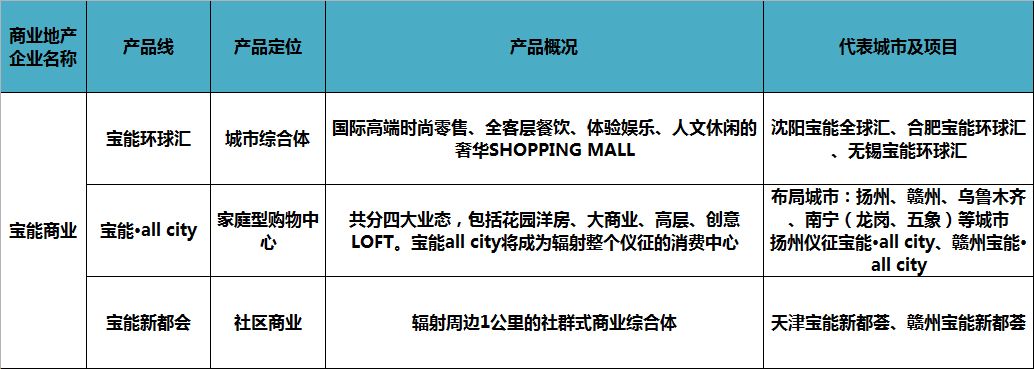 商业地产
企业名称
产品线
产品定位
产品概况
代表城市及项目
宝能商业
宝能环球汇
城市综合体
国际高端时尚零售、全客层餐饮、体验娱乐、人文休闲的
奢华SHOPPING MALL
沈阳宝能全球汇、合肥宝能环球汇
、无锡宝能环球汇
宝能•all city
家庭型购物中
心
共分四大业态，包括花园洋房、大商业、高层、创意
LOFT。宝能all city将成为辐射整个仪征的消费中心
布局城市：扬州、赣州、乌鲁木齐
、南宁（龙岗、五象）等城市
扬州仪征宝能•all city、赣州宝能•
all city
宝能新都会
社区商业
辐射周边1公里的社群式商业综合体
天津宝能新都荟、赣州宝能新都荟